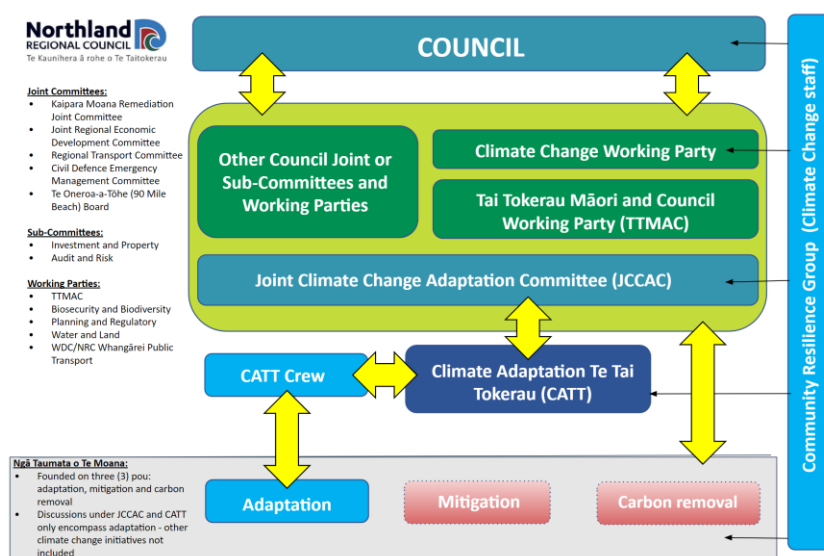 Northland
REGIONAL COUNCIL
Te Kaunihera ā rohe o Te Taitokerau
Joint Committees:
• Kaipara Moana Remediation
Joint Committee
• Joint Regional Economic
Development Committee
• Regional Transport Committee
• Civil Defence Emergency
Management Committee
• Te Oneroa-a-Tōhe (90 Mile
Beach) Board
Sub-Committees:
• Investment and Property
• Audit and Risk
Working Parties:
• TTMAC
• Biosecurity and Biodiversity
• Planning and Regulatory
• Water and Land
• WDC/NRC Whangārei Public
Transport
COUNCIL
Other Council Joint or
Sub-Committees and
Working Parties
Climate Change Working Party
Tai Tokerau Māori and Council
Working Party (TTMAC)
Joint Climate Change Adaptation Committee (JCCAC)
CATT Crew
Climate Adaptation Te Tai
Tokerau (CATT)
Ngā Taumata o Te Moana:
• Founded on three (3) pou:
adaptation, mitigation and carbon
removal
• Discussions under JCCAC and CATT
only encompass adaptation - other
climate change initiatives not
included
Adaptation
Mitigation
Carbon removal
Community Resilience Group (Climate Change staff)